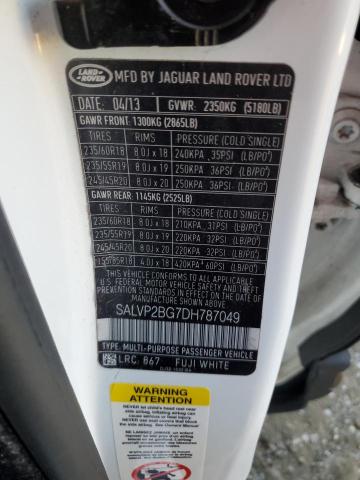 LAND-
ROVER
MFD BY JAGUAR LAND ROVER LTD
DATE: 04/13 GVWR: 2350KG (5180LB)
GAWR FRONT: 1300KG (2865LB)
TIRES RIMS PRESSURE (COLD SINGLE)
235/60R18 8.0J x 18 240KPA , 35PSI (LB/PO²)
235/55R19 8.0J x 19 250KPA , 36PSI (LB/PO²)
245/45R20 8.0J x 20 250KPA , 36PSI (LB/PO²)
GAWR REAR: 1145KG (2525LB)
TIRES RIMS PRESSURE (COLD SINGLE)
235/60R18 8.0J x 18 210KPA , 31PSI (LB/PO²)
235/55R19 8.0J x 19 220KPA , 32PSI (LB/PO²)
245/45R20 8.0J x 20 220KPA , 32PSI (LB/PO²)
155/85R18 4.0J x 18 420KPA 60PSI (LB/PO²)
THIS VEHICLE CONFORMS TO ALL APPLICABLE
U.S. FEDERAL MOTOR VEHICLE SAFETY
STANDARDS IN EFFECT ON THE DATE OF
MANUFACTURE SHOWN ABOVE
SALVP2BG7DH787049
TYPE: MULTI-PURPOSE PASSENGER VEHICLE
LRC: 867 FUJI WHITE
WARNING